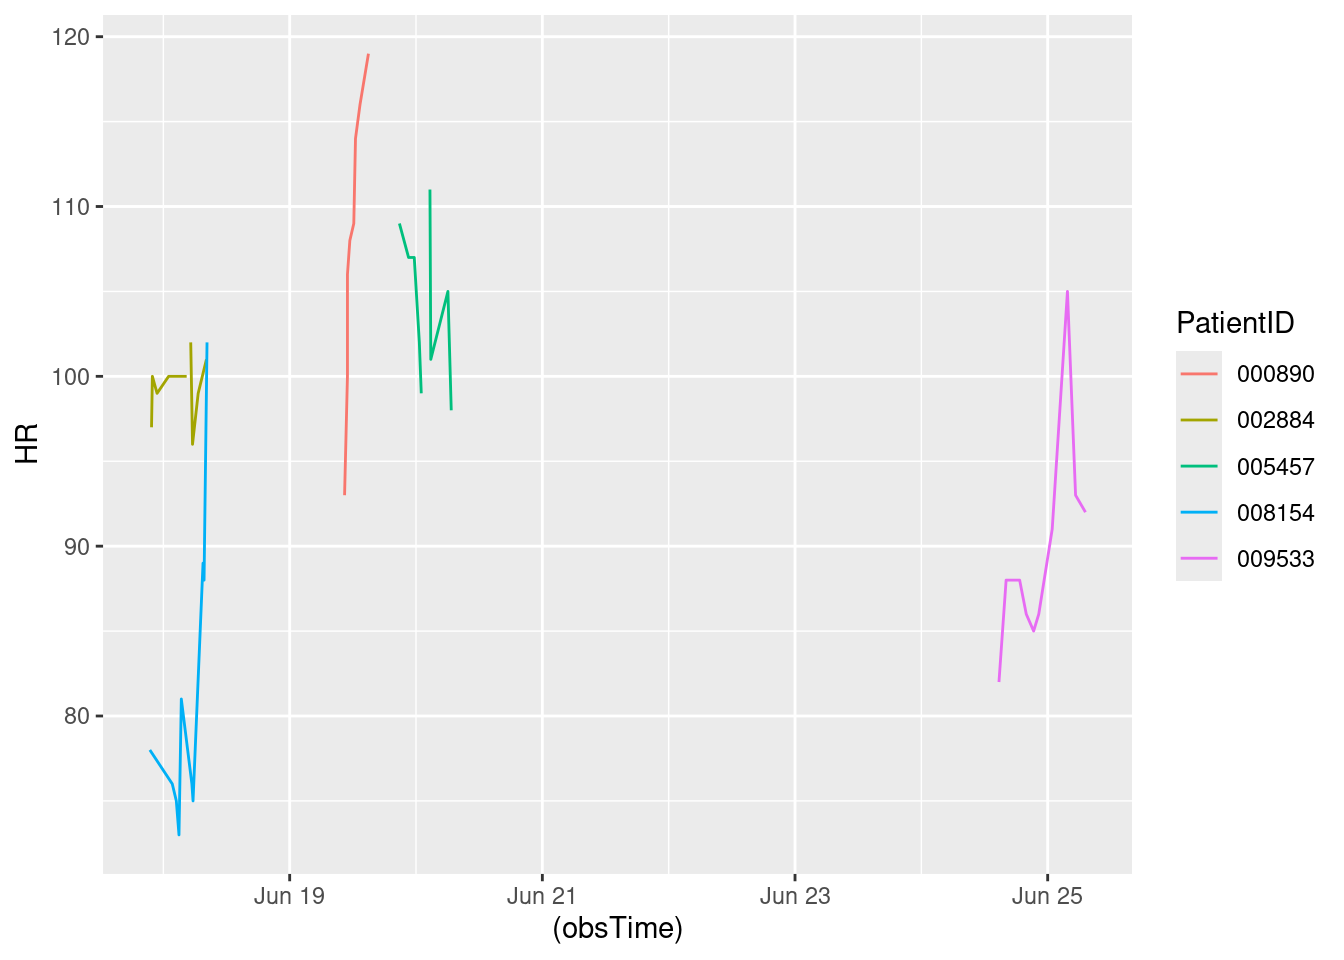 120
110
100
90
80
HR
Jun 19
Jun 21
Jun 23
Jun 25
(obsTime)
PatientID
000890
002884
005457
008154
009533